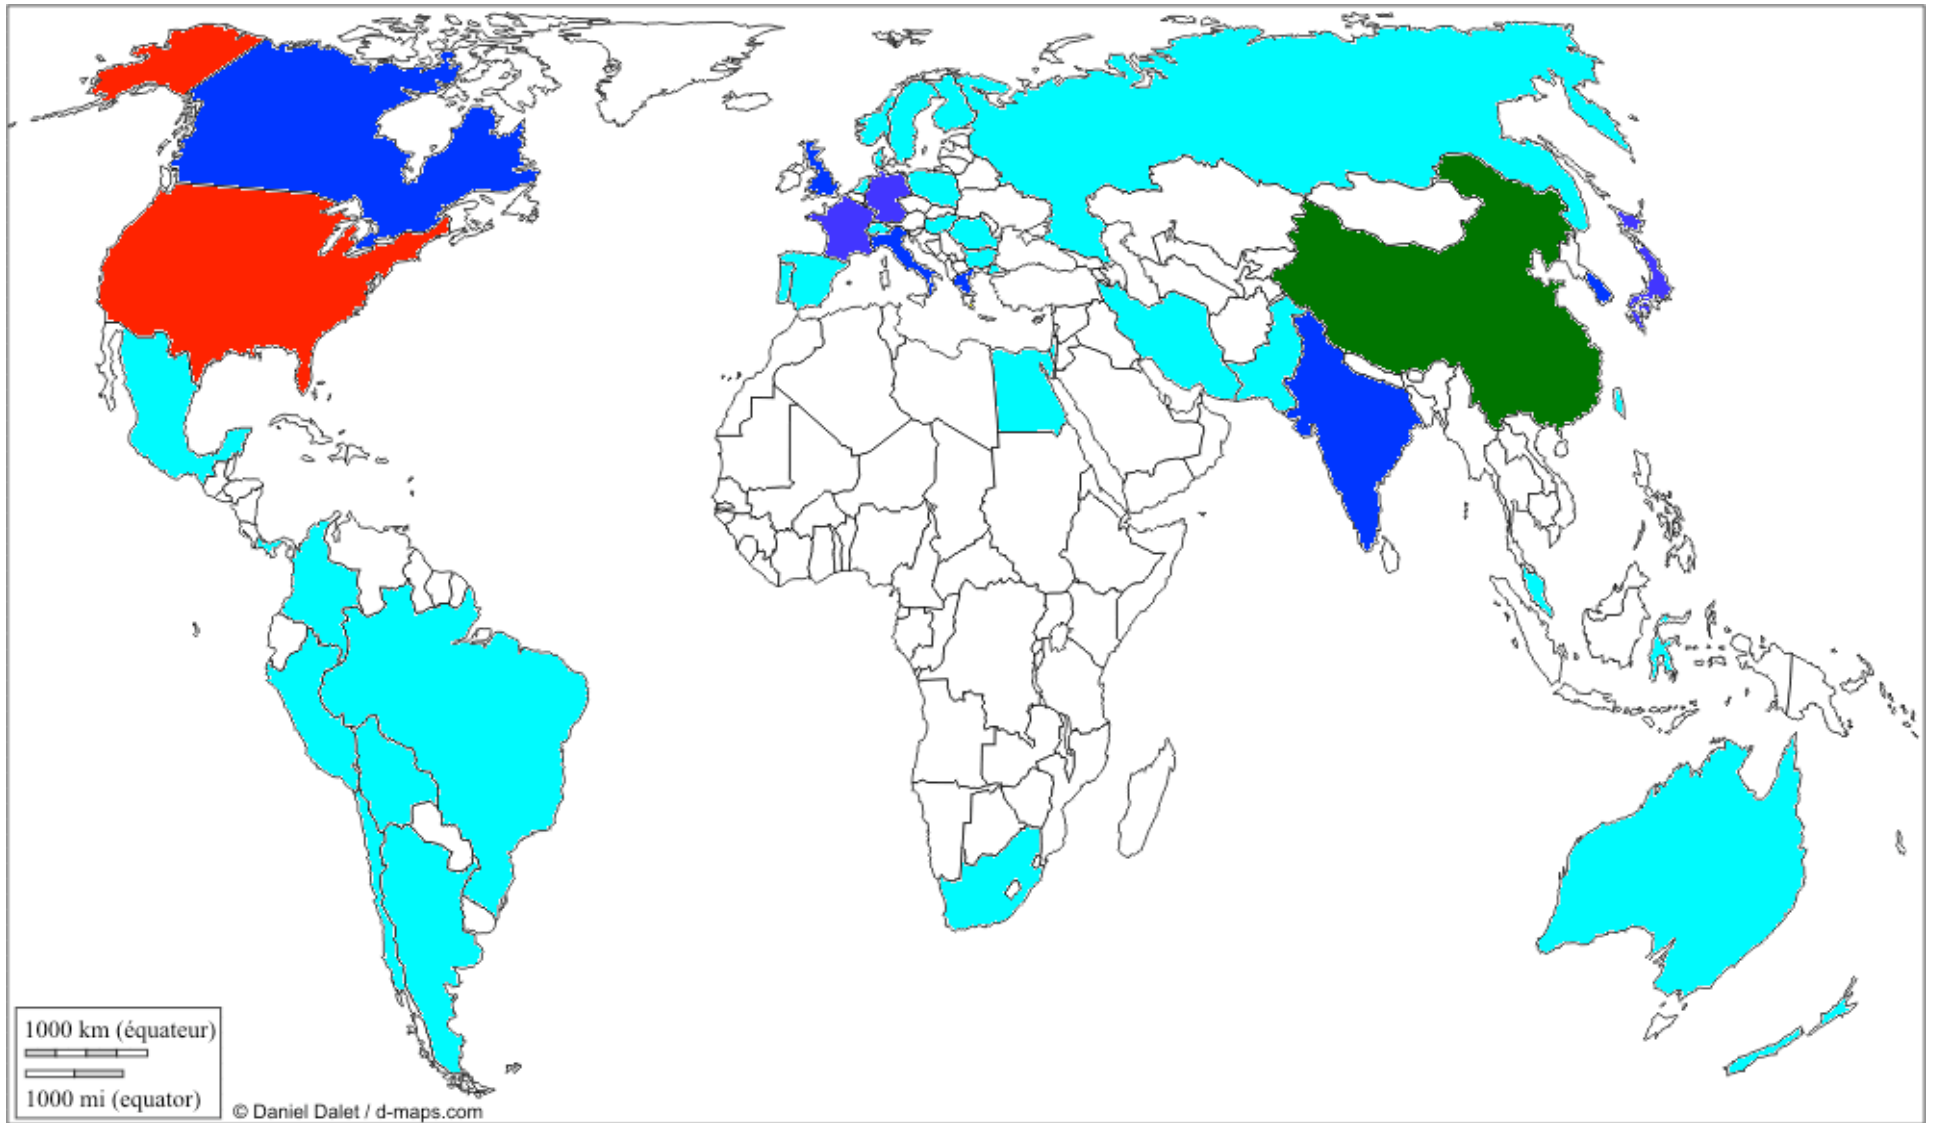 1000 km (équateur)
1000 mi (equator)
© Daniel Dalet / d-maps.com